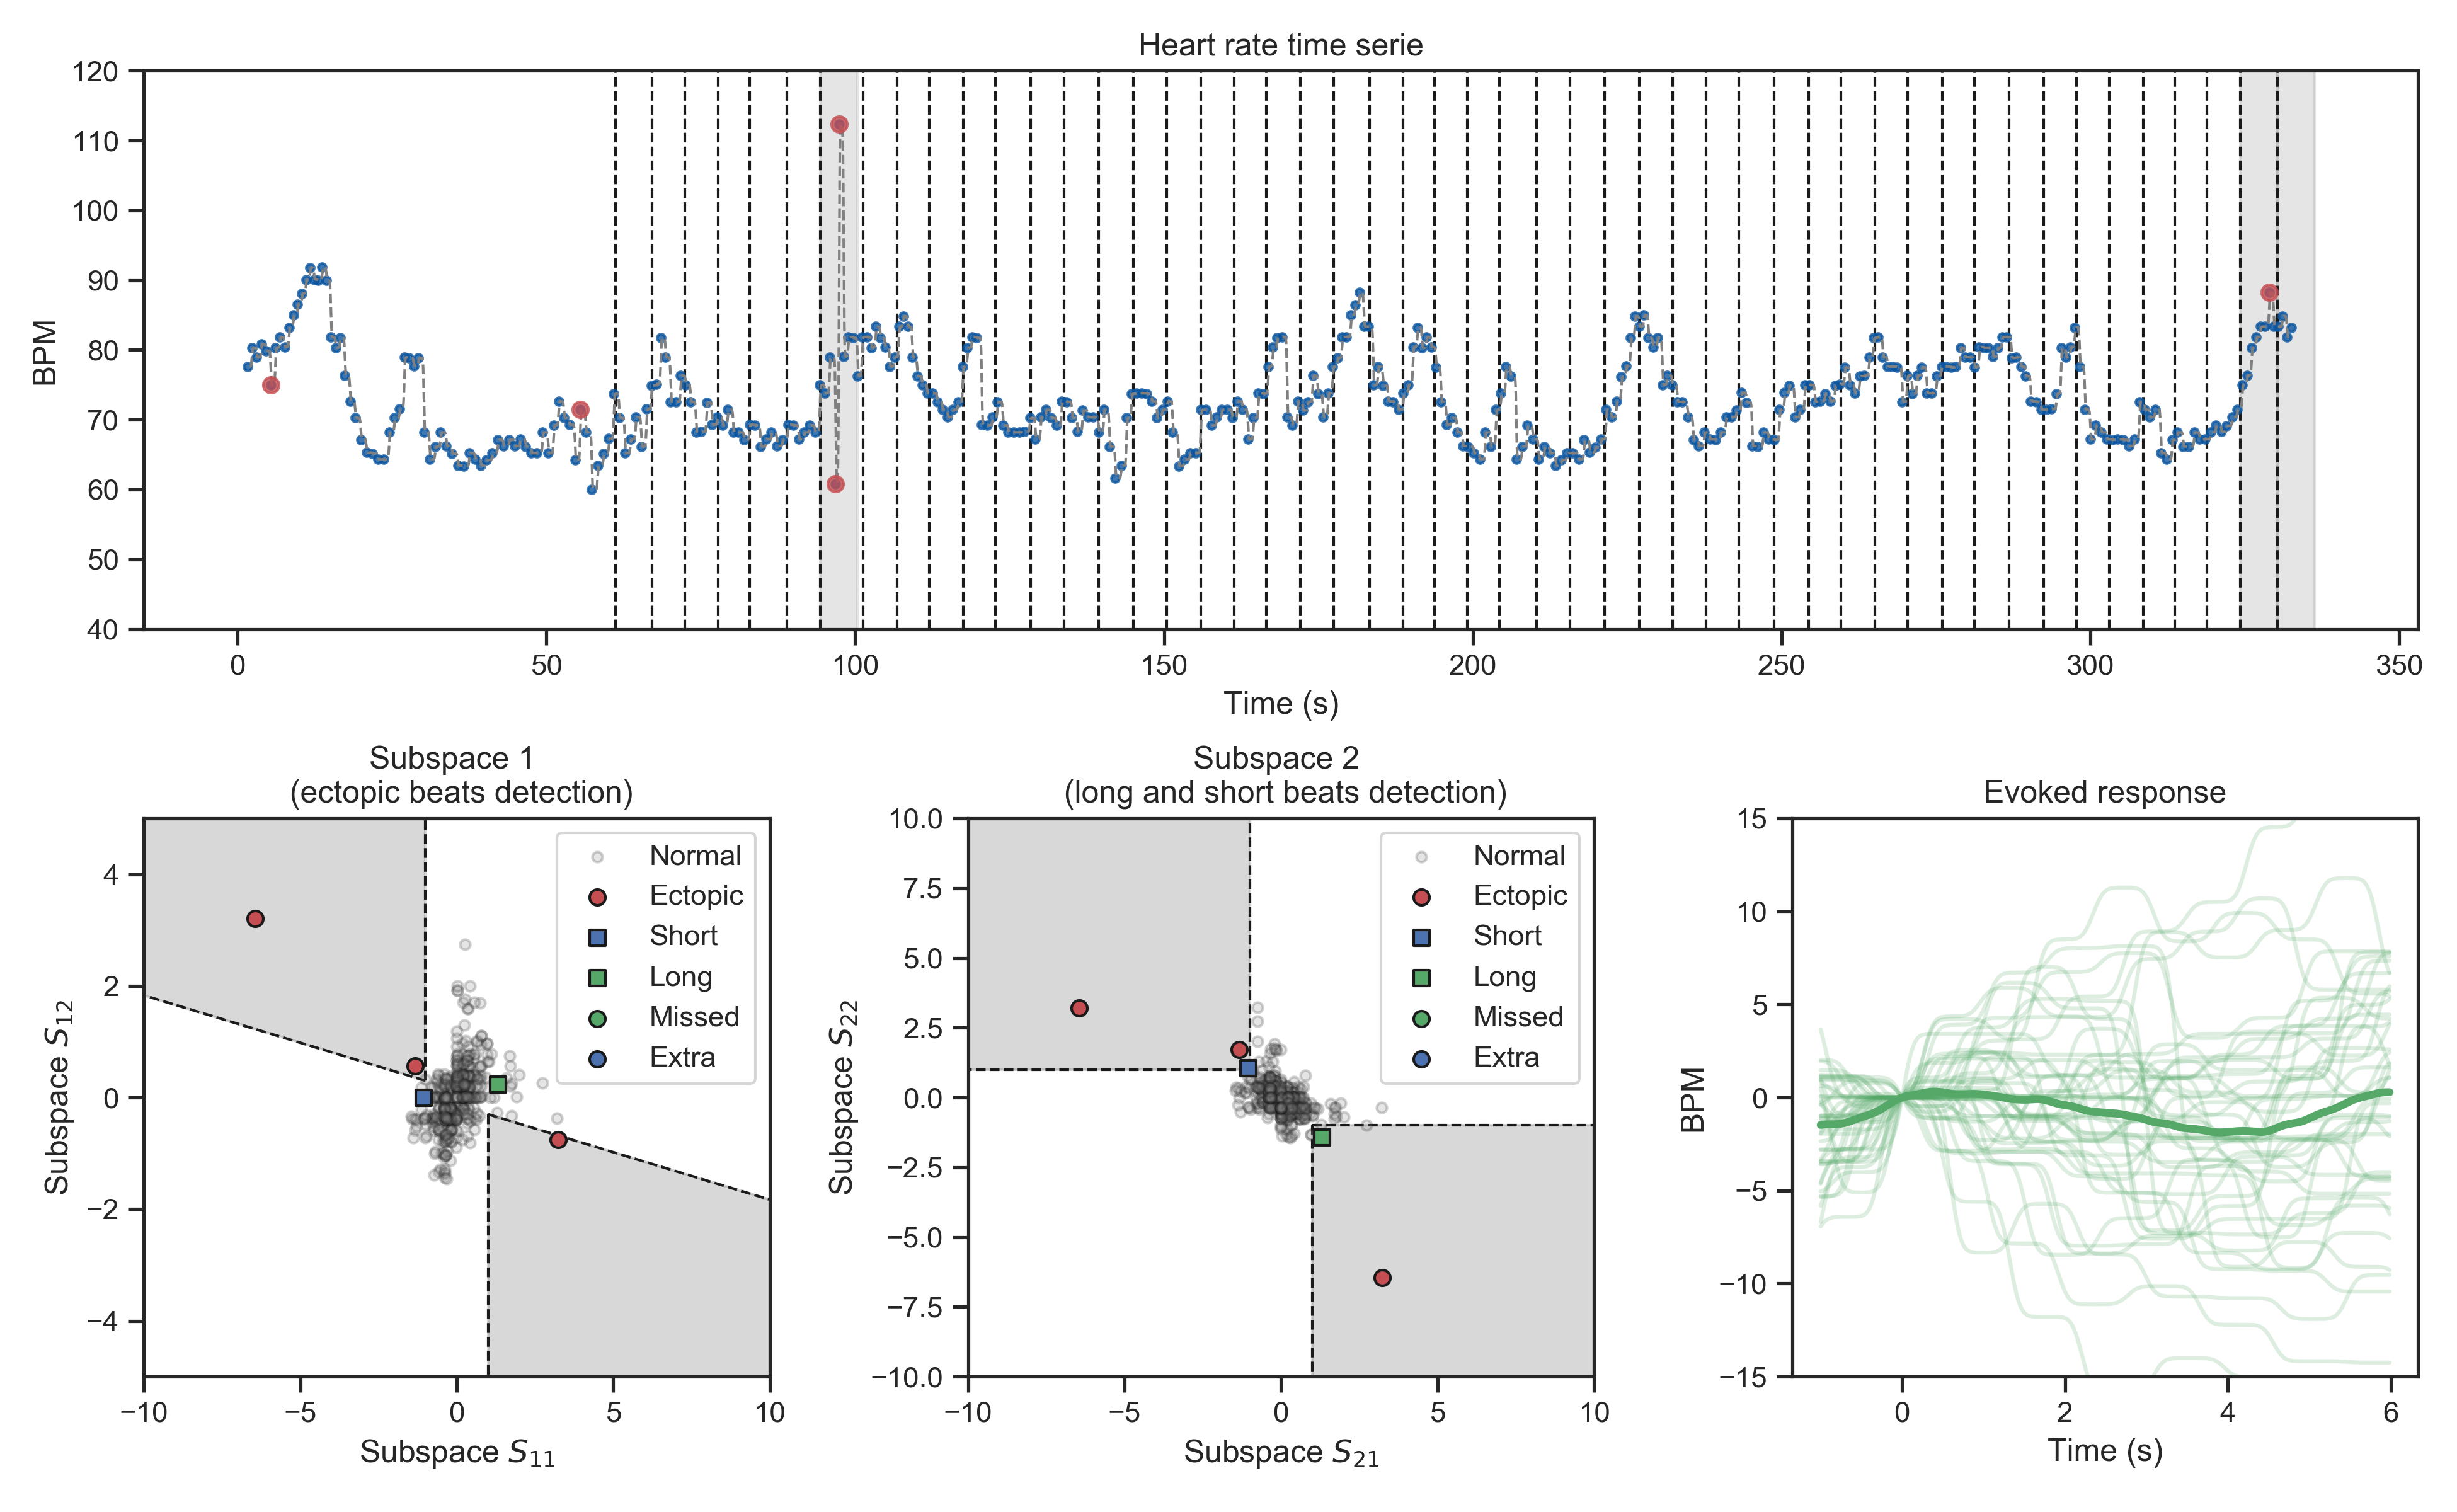 Heart rate time serie
120
110
100
90
80
70
60
50
40
BPM
0 50 100 150 200 250 300 350
Time (s)
Subspace 1
(ectopic beats detection)
4
2
0
−2
−4
Subspace S12
Normal
Ectopic
Short
Long
Missed
Extra
−10 −5 0 5 10
Subspace S11
Subspace 2
(long and short beats detection)
10.0
7.5
5.0
2.5
0.0
−2.5
−5.0
−7.5
−10.0
Subspace S22
Normal
Ectopic
Short
Long
Missed
Extra
−10 −5 0 5 10
Subspace S21
Evoked response
15
10
5
0
−5
−10
−15
BPM
0 2 4 6
Time (s)